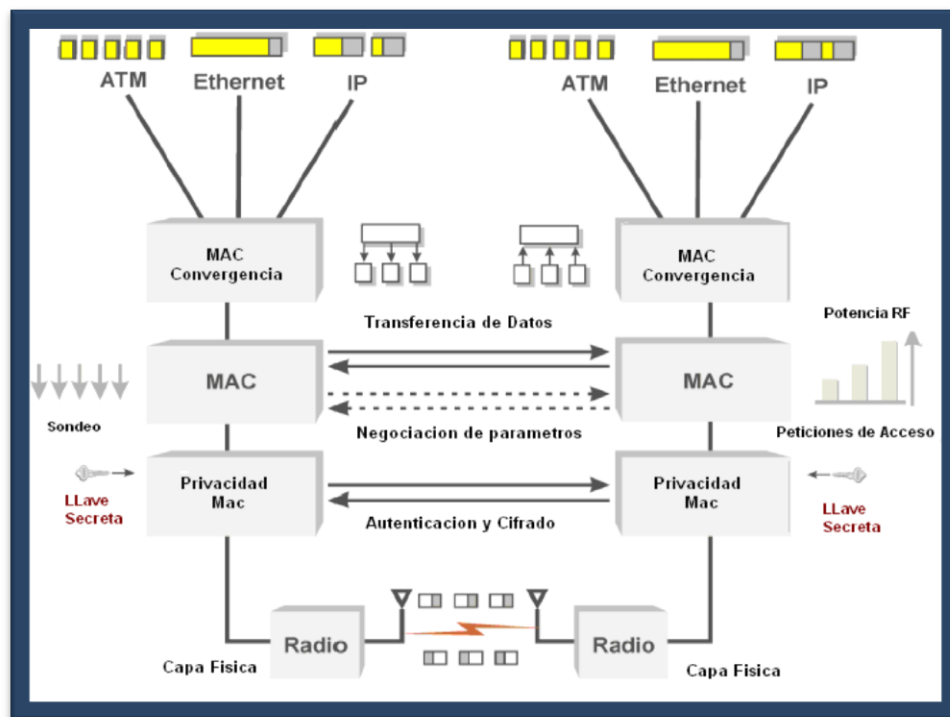 ATM
Ethernet
IP
ATM
Ethernet
IP
MAC
Convergencia
MAC
Convergencia
Transferencia de Datos
Potencia RF
MAC
MAC
Sondeo
Negociacion de parametros
Peticiones de Acceso
Privacidad
Mac
Privacidad
Mac
LLave
Secreta
Autenticacion y Cifrado
LLave
Secreta
Radio
Radio
Capa Fisica
Capa Fisica